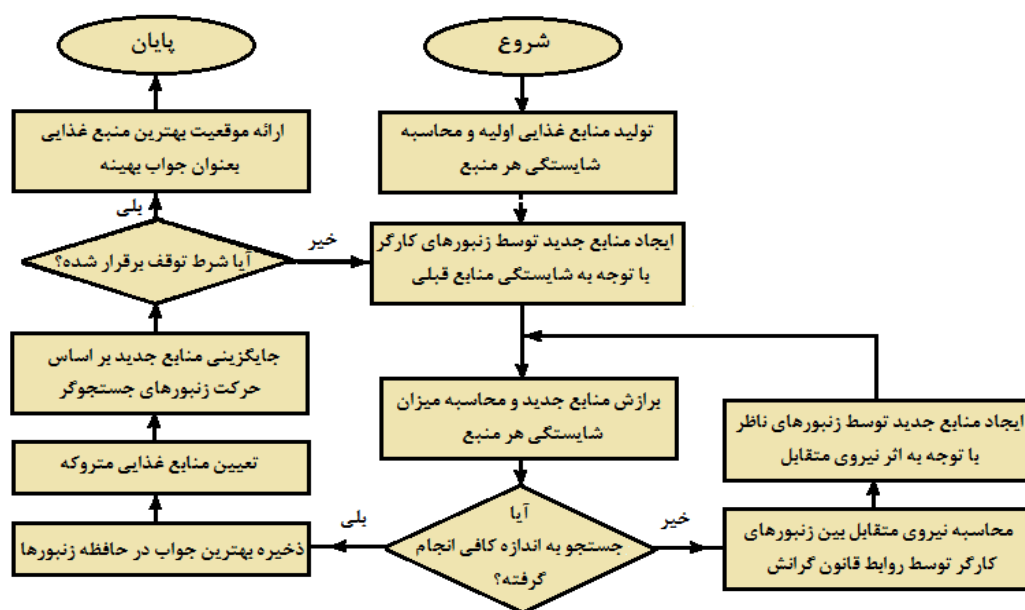 شروع
تولید منابع غذایی اولیه و محاسبه
شایستگی هر منبع
ایجاد منابع جدید توسط زنبورهای کارگر
با توجه به شایستگی منابع قبلی
برازش منابع جدید و محاسبه میزان
شایستگی هر منبع
آیا
جستجو به اندازه کافی انجام
گرفته؟
خیر
محاسبه نیروی متقابل بین زنبورهای
کارگر توسط روابط قانون گرانش
ایجاد منابع جدید توسط زنبورهای ناظر
با توجه به اثر نیروی متقابل
بلی
ذخیره بهترین جواب در حافظه زنبورها
تعیین منابع غذایی متروکه
جایگزینی منابع جدید بر اساس
حرکت زنبورهای جستجوگر
آیا شرط توقف برقرار شده؟
خیر
بلی
ارائه موقعیت بهترین منبع غذایی
بعنوان جواب بهینه
پایان